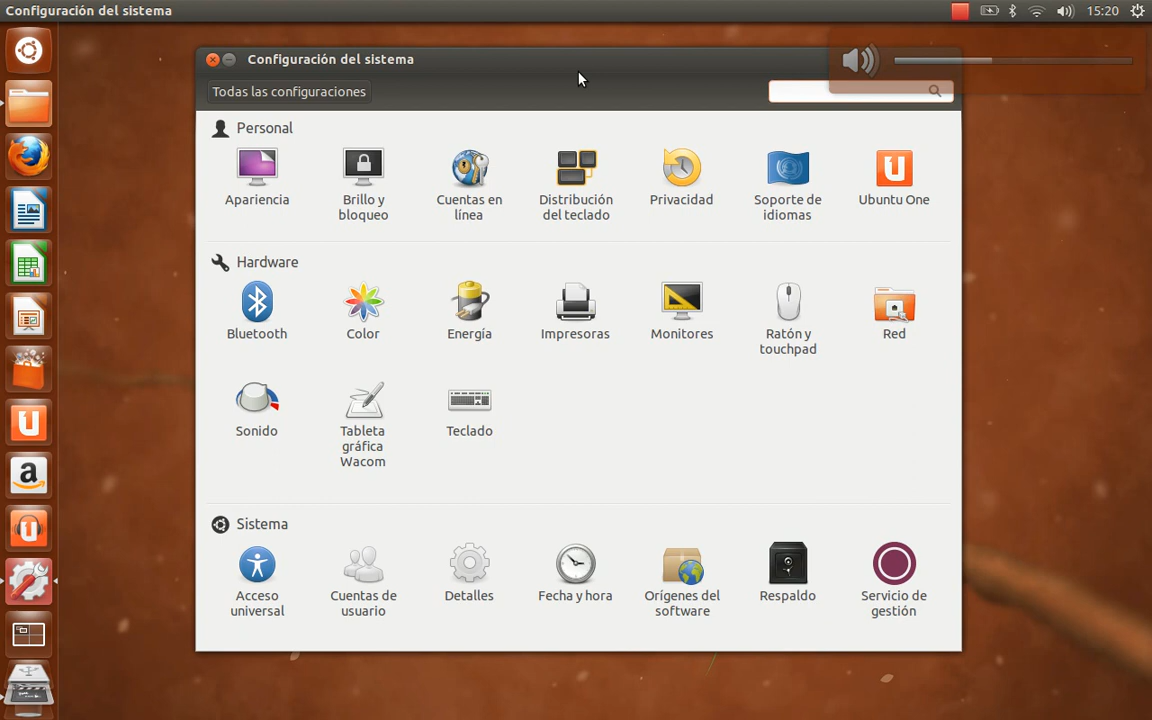 Configuración del sistema
15:20
Configuración del sistema
Todas las configuraciones
Personal
Apariencia
Brillo y
bloqueo
Cuentas en
línea
Distribución
del teclado
Privacidad
Soporte de
idiomas
Ubuntu One
Hardware
Bluetooth
Color
Energía
Impresoras
Monitores
Ratón y
touchpad
Red
Sonido
Tableta
gráfica
Wacom
Teclado
Sistema
Acceso
universal
Cuentas de
usuario
Detalles
Fecha y hora
Orígenes del
software
Respaldo
Servicio de
gestión